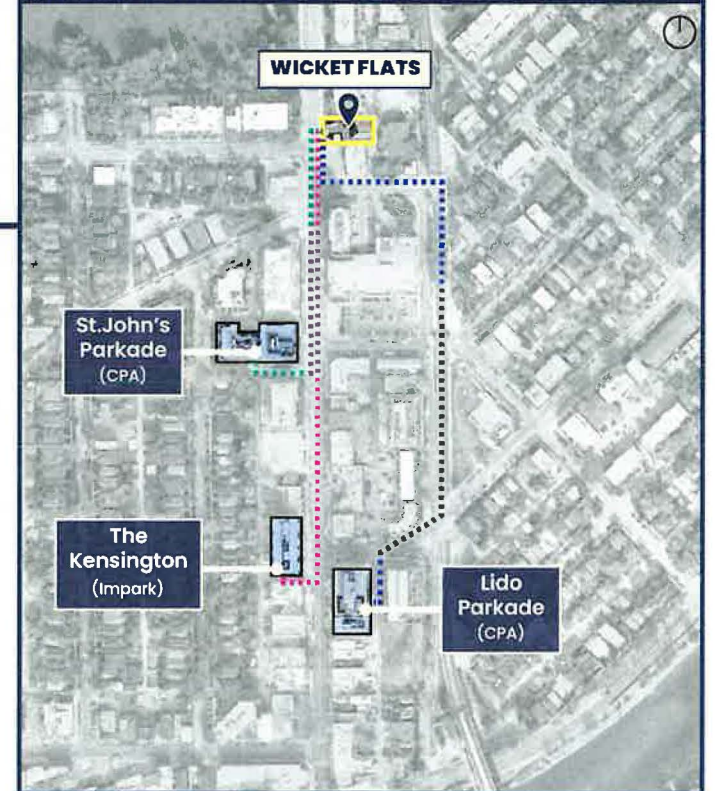 WICKET FLATS
St.John's
Parkade
(CPA)
The
Kensington
(Impark)
Lido
Parkade
(CPA)